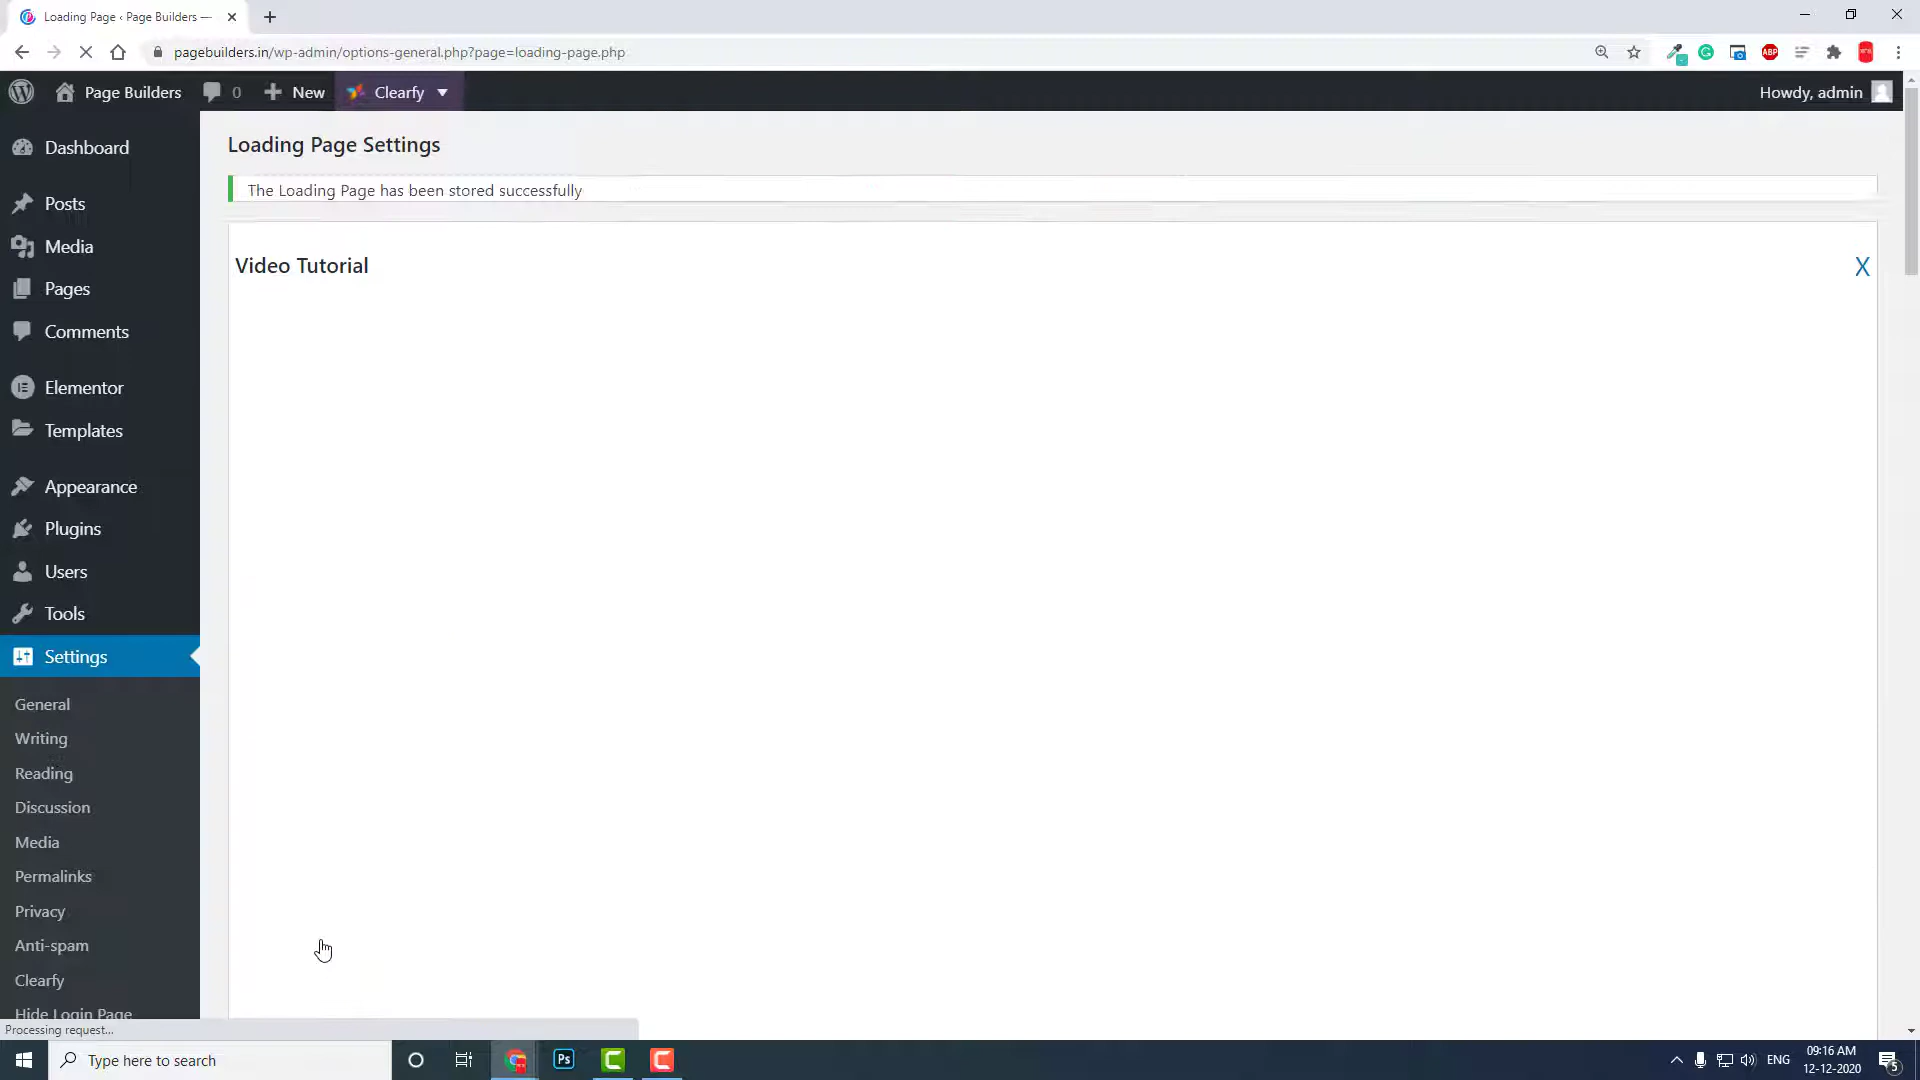 Loading Page ‹ Page Builders —
pagebuilders.in/wp-admin/options-general.php?page=loading-page.php
ABP
Page Builders
0
New
Clearfy
Howdy, admin
Dashboard
Posts
Media
Pages
Comments
Elementor
Templates
Appearance
Plugins
Users
Tools
Settings
General
Writing
Reading
Discussion
Media
Permalinks
Privacy
Anti-spam
Clearfy
Hide Login Page
Loading Page Settings
The Loading Page has been stored successfully
Video Tutorial
X
Processing request...
Type here to search
Ps
ENG
09:16 AM
12-12-2020
5